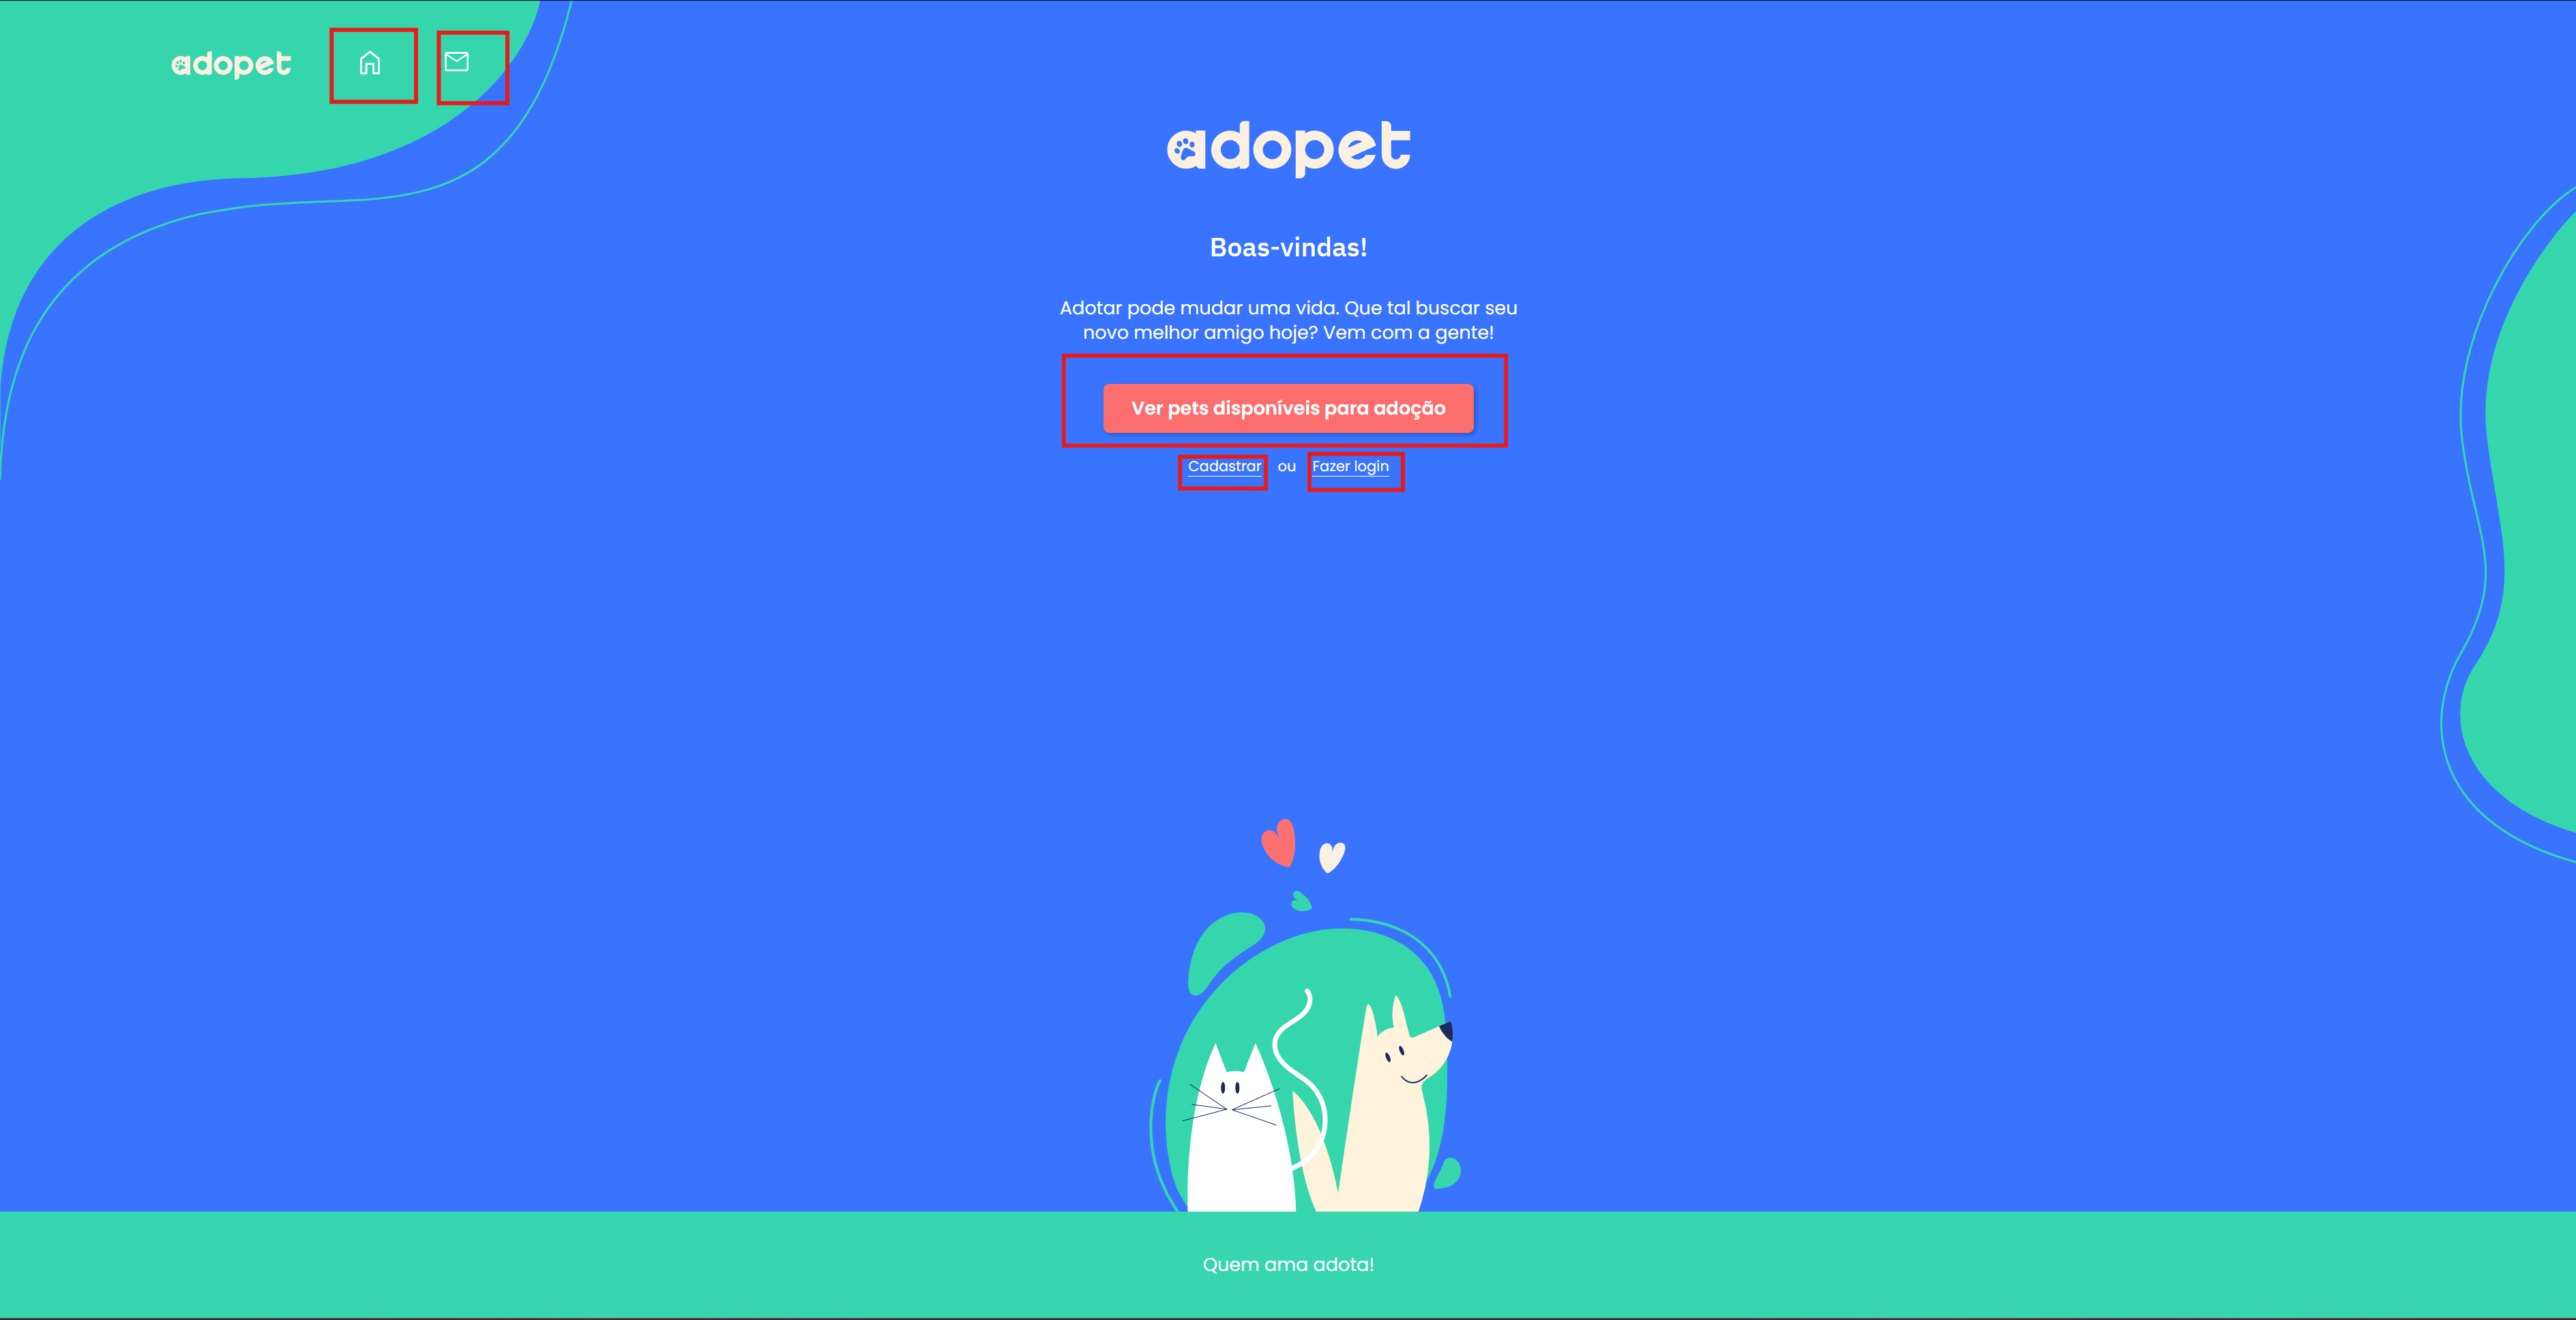 adopet
adopet
Boas-vindas!
Adotar pode mudar uma vida. Que tal buscar seu
novo melhor amigo hoje? Vem com a gente!
Ver pets disponíveis para adoção
Cadastrar ou Fazer login
Quem ama adota!